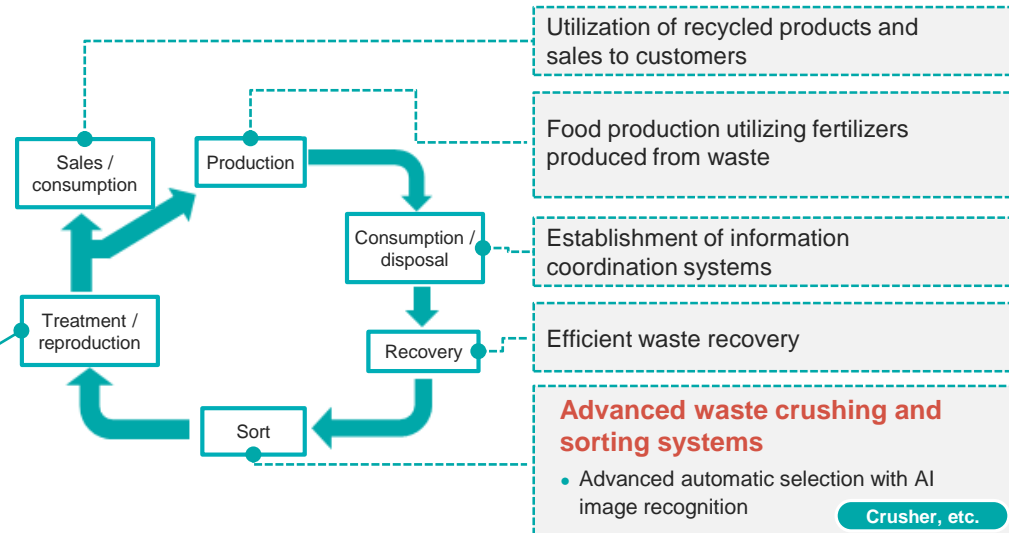 Utilization of recycled products and
sales to customers
Food production utilizing fertilizers
produced from waste
Sales /
consumption
Production
Consumption /
disposal
Establishment of information
coordination systems
Treatment /
reproduction
Recovery
Efficient waste recovery
Sort
Advanced waste crushing and
sorting systems
• Advanced automatic selection with AI
image recognition
Crusher, etc.